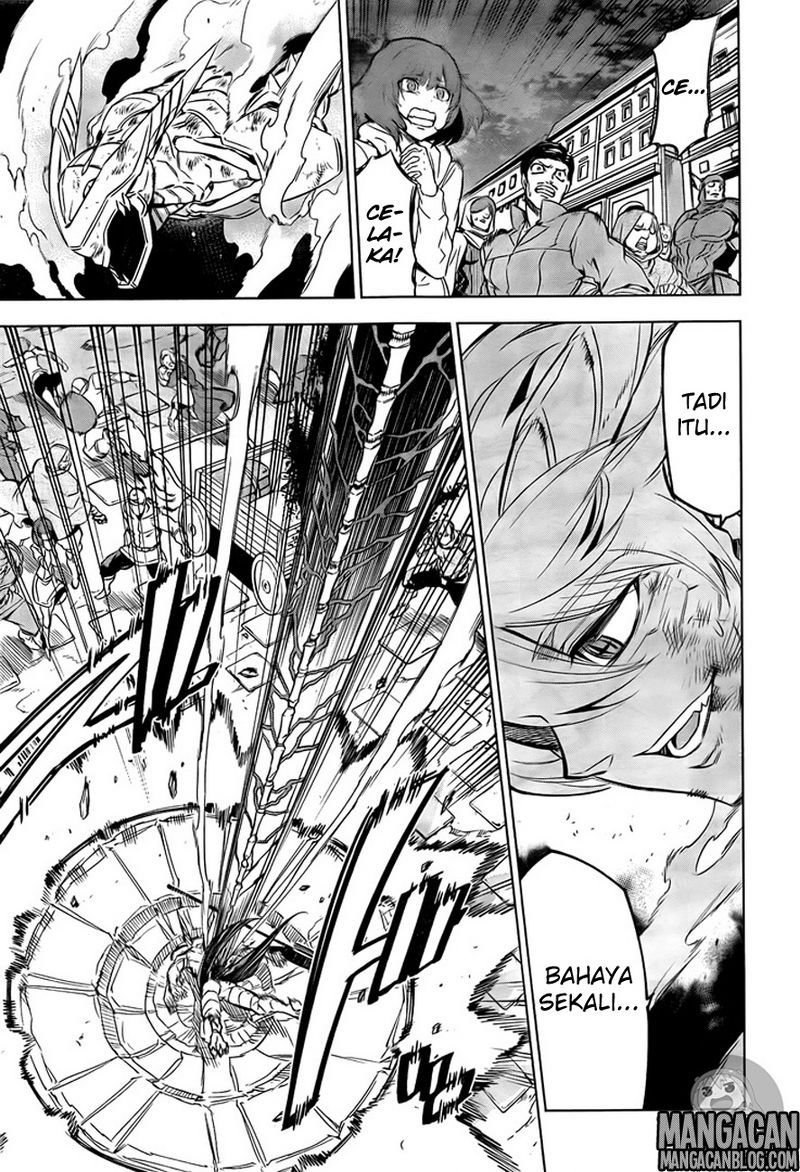 CE...
CE-
LA-
KA!
TADI
ITU...
BAHAYA
SEKALI...
MANGACAN
MANGACANBLOG.COM